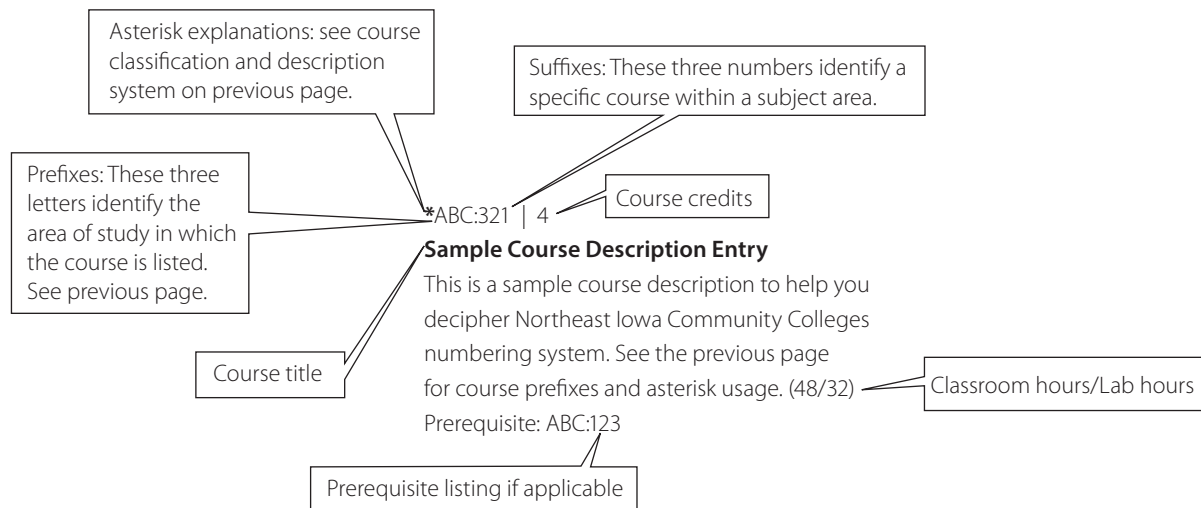 Asterisk explanations: see course
classification and description
system on previous page.
Suffixes: These three numbers identify a
specific course within a subject area.
Prefixes: These three
letters identify the
area of study in which
the course is listed.
See previous page.
Course credits
*ABC:321 | 4
Sample Course Description Entry
This is a sample course description to help you
decipher Northeast Iowa Community Colleges
numbering system. See the previous page
for course prefixes and asterisk usage. (48/32)
Prerequisite: ABC:123
Course title
Classroom hours/Lab hours
Prerequisite listing if applicable